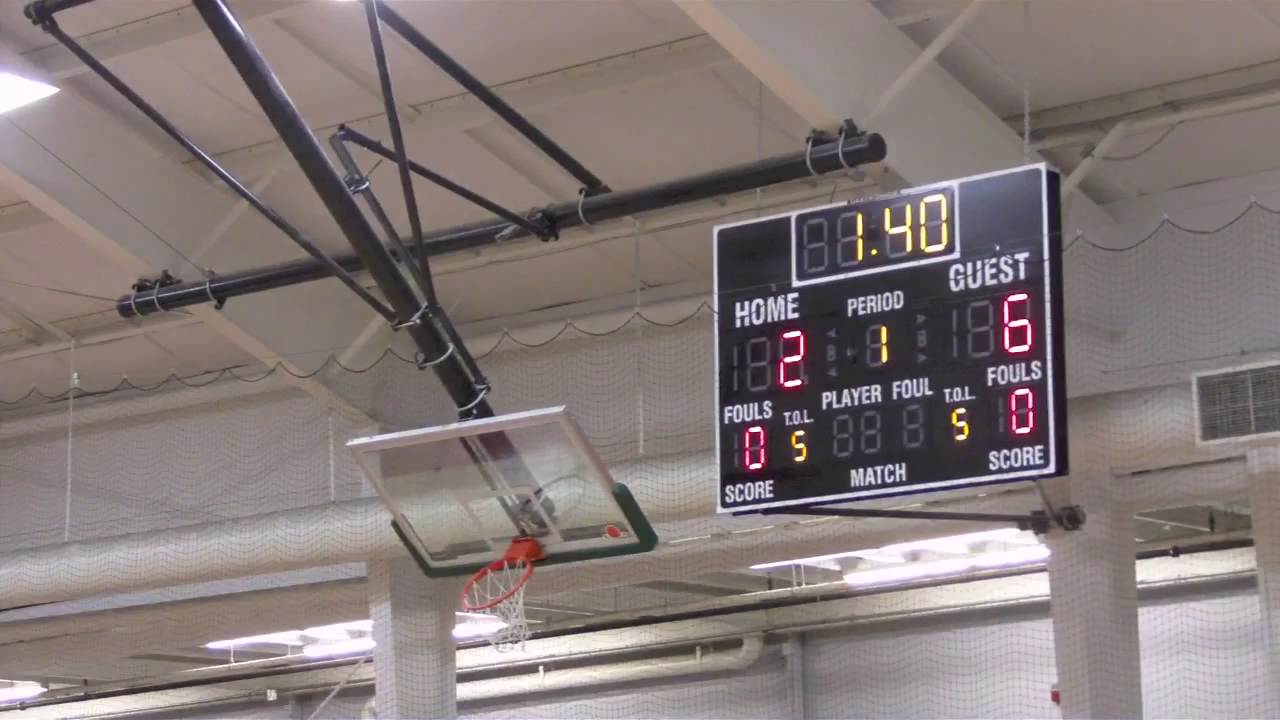 1.40
HOME PERIOD GUEST
2 1 6
FOULS PLAYER FOUL FOULS
T.O.L. T.O.L.
0 5 5 0
SCORE MATCH SCORE